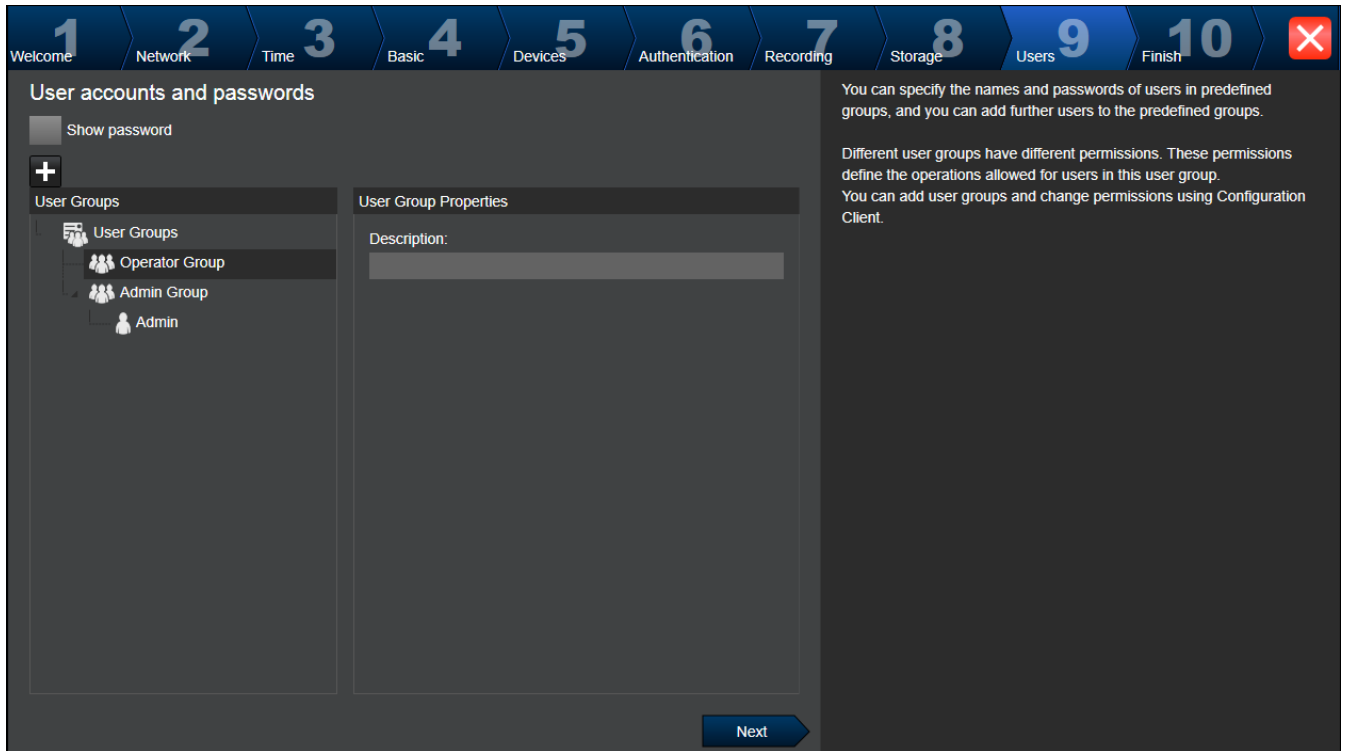 1 Welcome
2 Network
3 Time
4 Basic
5 Devices
6 Authentication
7 Recording
8 Storage
9 Users
10 Finish
User accounts and passwords
Show password
User Groups
User Groups
Operator Group
Admin Group
Admin
User Group Properties
Description:
Next
You can specify the names and passwords of users in predefined
groups, and you can add further users to the predefined groups.
Different user groups have different permissions. These permissions
define the operations allowed for users in this user group.
You can add user groups and change permissions using Configuration
Client.